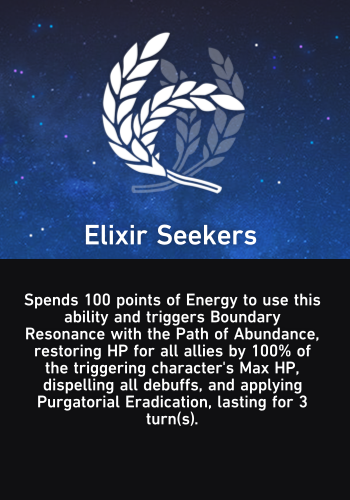 Elixir Seekers
Spends 100 points of Energy to use this
ability and triggers Boundary
Resonance with the Path of Abundance,
restoring HP for all allies by 100% of
the triggering character's Max HP,
dispelling all debuffs, and applying
Purgatorial Eradication, lasting for 3
turn(s).